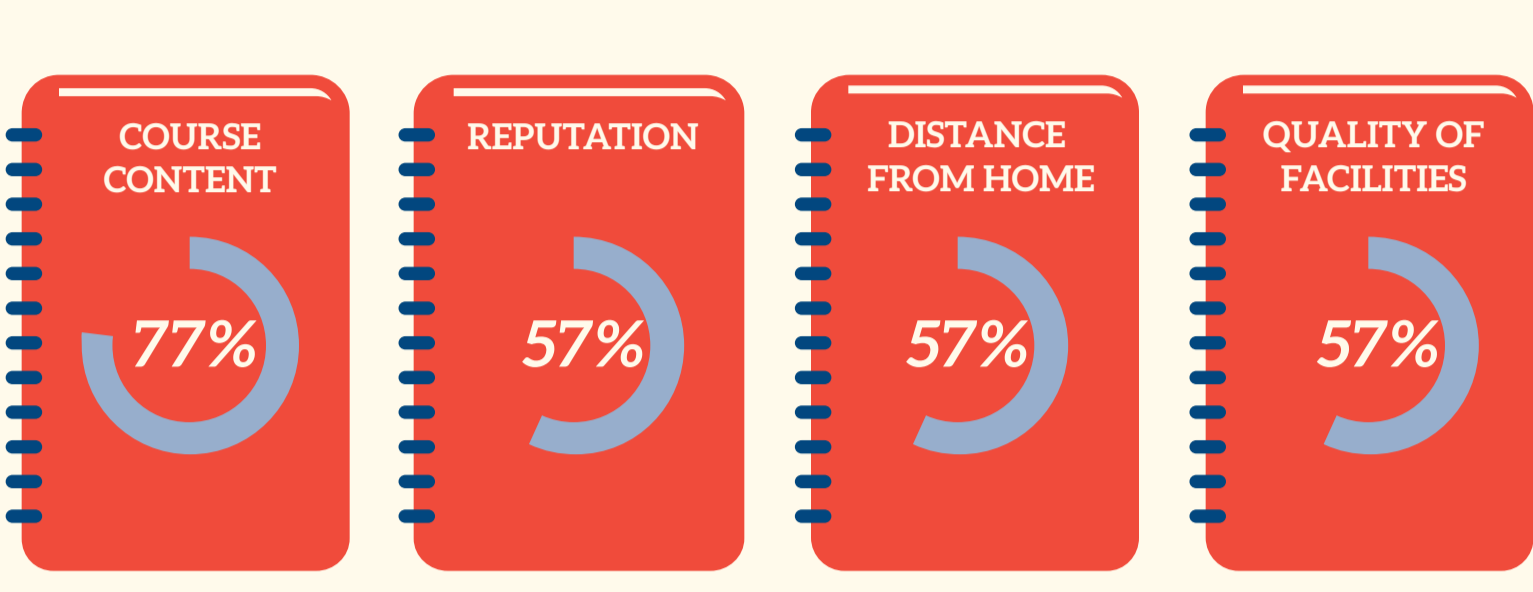 COURSE
CONTENT
77%
REPUTATION
57%
DISTANCE
FROM HOME
57%
QUALITY OF
FACILITIES
57%